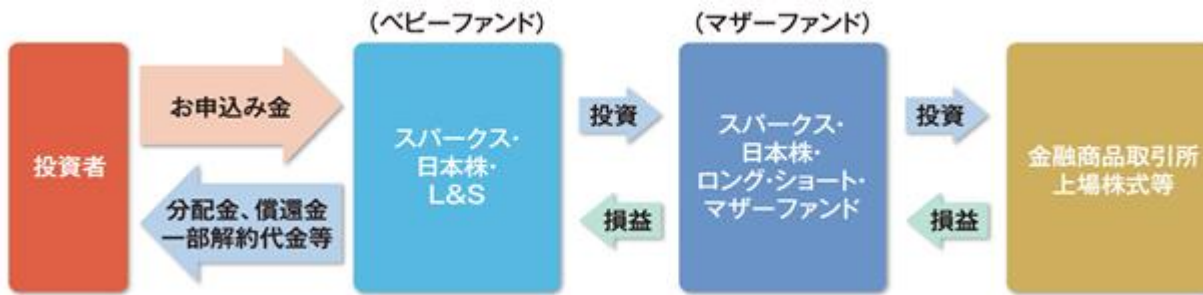 (ベビーファンド)
(マザーファンド)
投資者
お申込み金
分配金、償還金
一部解約代金等
スパークス・
日本株・
L&S
投資
損益
スパークス・
日本株・
ロング・ショート・
マザーファンド
投資
損益
金融商品取引所
上場株式等